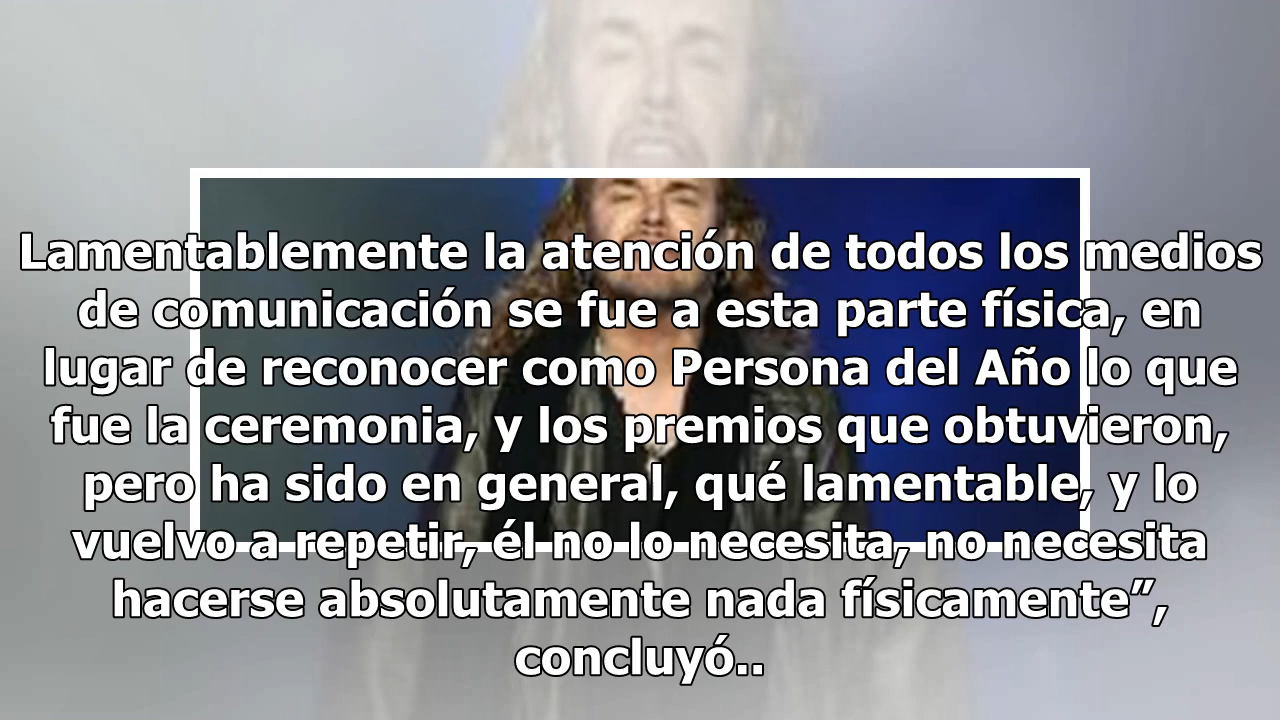 Lamentablemente la atención de todos los medios
de comunicación se fue a esta parte física, en
lugar de reconocer como Persona del Año lo que
fue la ceremonia, y los premios que obtuvieron,
pero ha sido en general, qué lamentable, y lo
vuelvo a repetir, él no lo necesita, no necesita
hacerse absolutamente nada físicamente”,
concluyó..